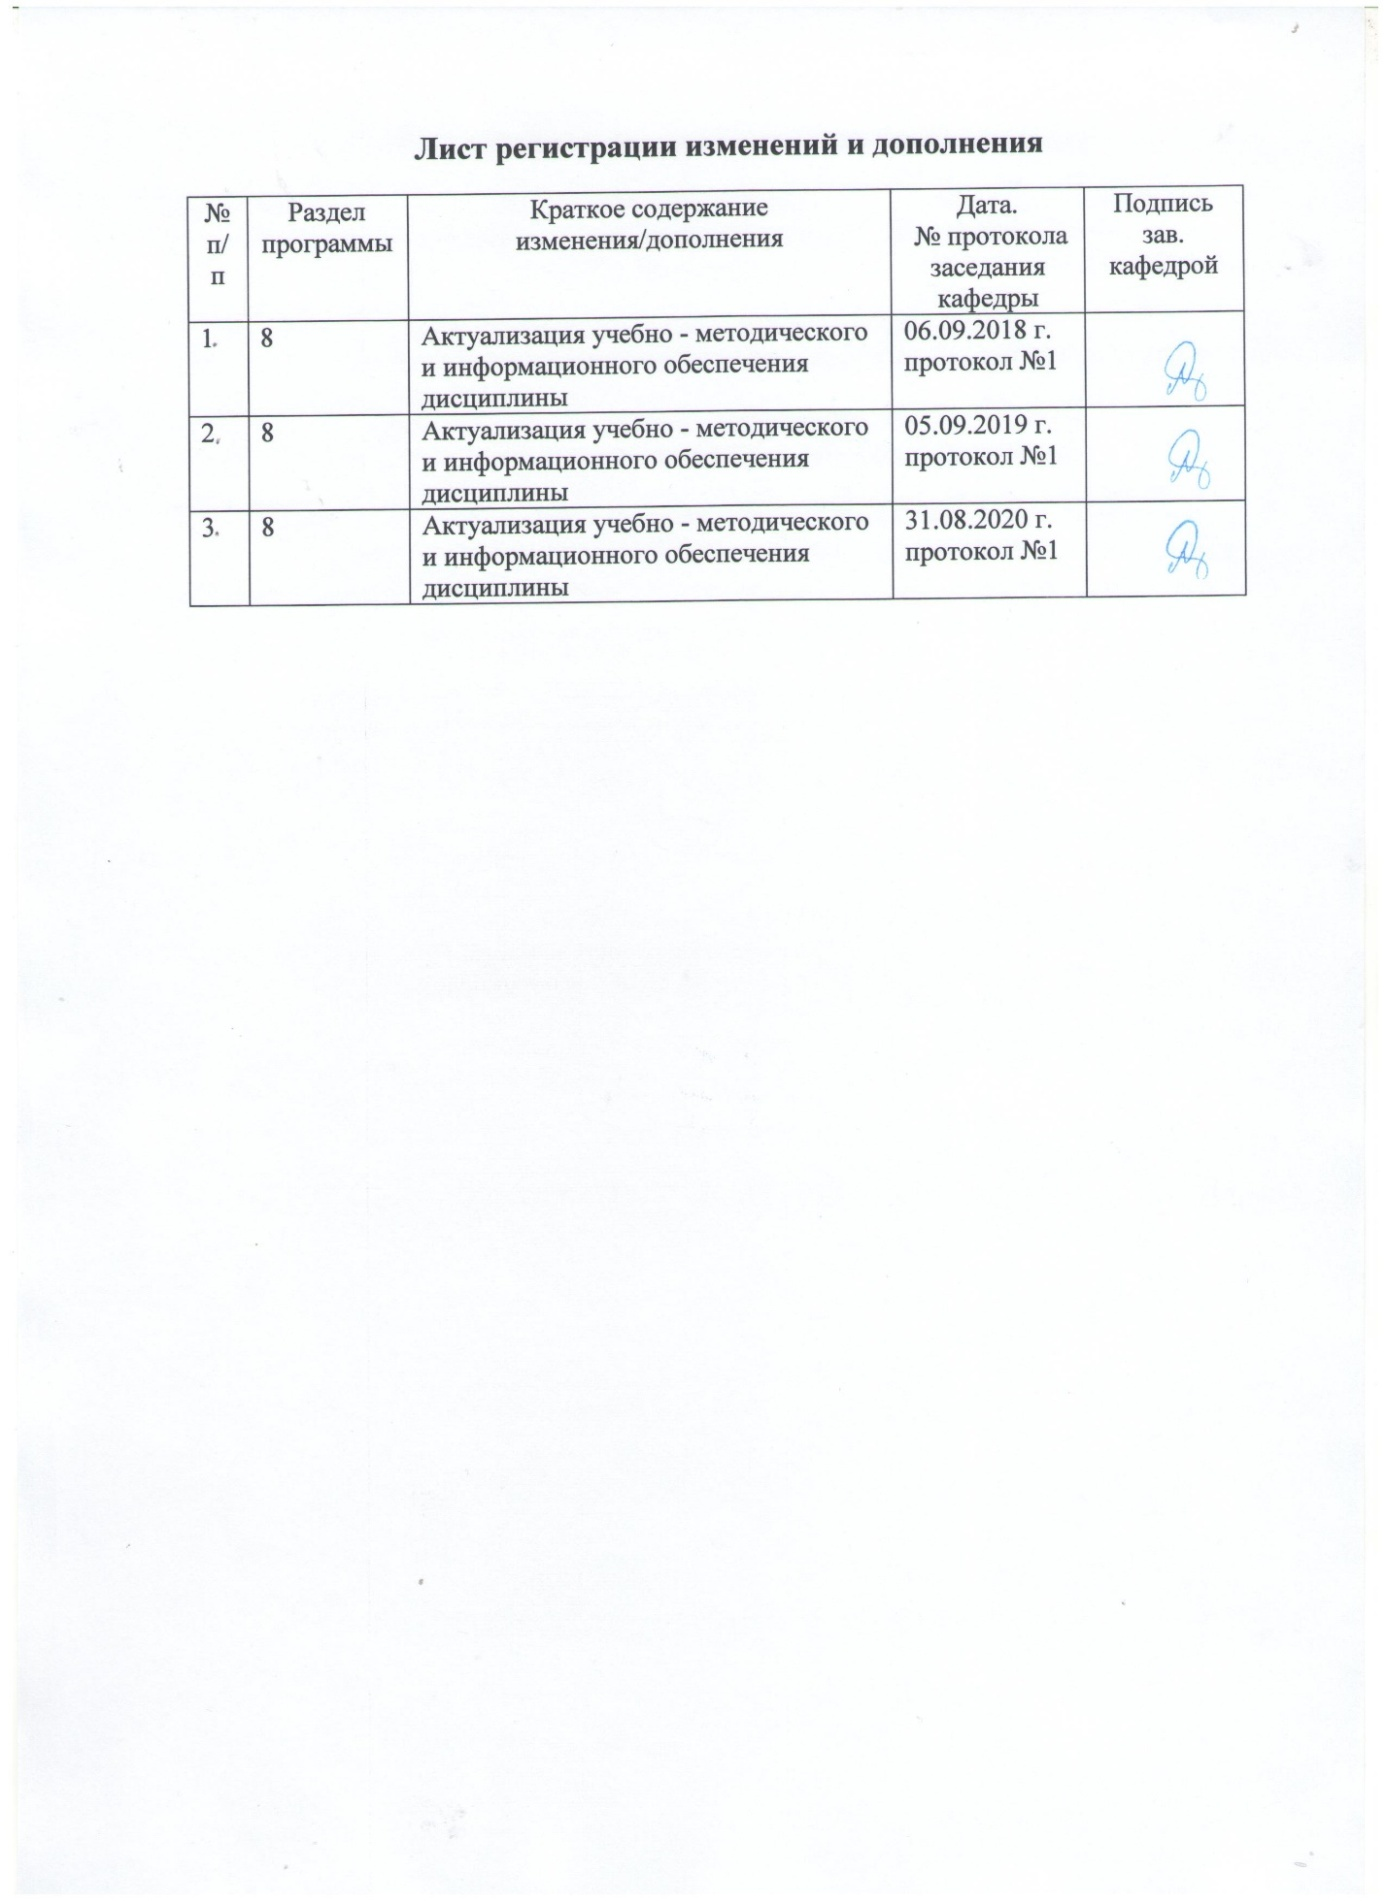 Лист регистрации изменений и дополнения
№ п/п
Раздел программы
Краткое содержание изменения/дополнения
Дата. № протокола заседания кафедры
Подпись зав. кафедрой
1.
8
Актуализация учебно - методического
и информационного обеспечения
дисциплины
06.09.2018 г.
протокол №1
2.
8
Актуализация учебно - методического
и информационного обеспечения
дисциплины
05.09.2019 г.
протокол №1
3.
8
Актуализация учебно - методического
и информационного обеспечения
дисциплины
31.08.2020 г.
протокол №1